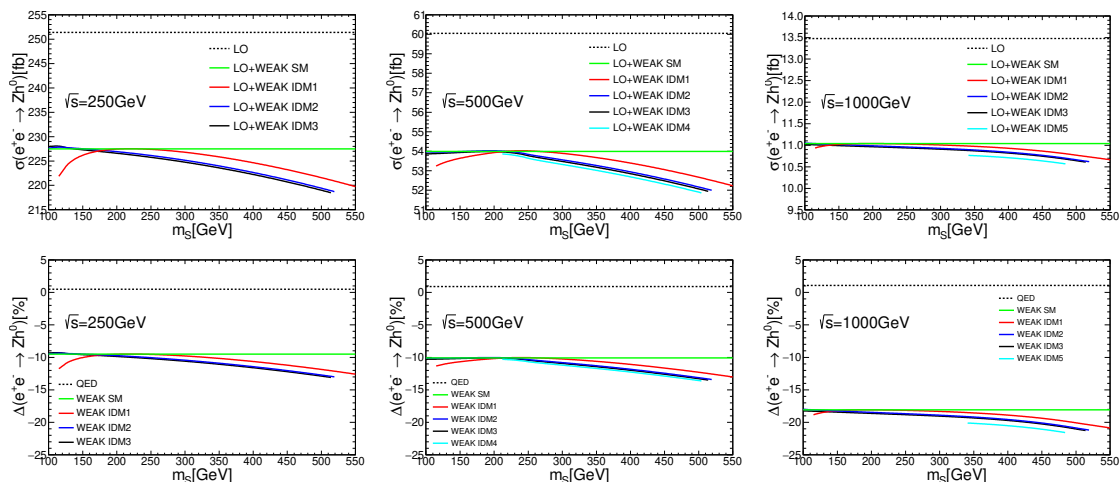 σ(e⁺e⁻ → Zh⁰)[fb]
255
250
245
240
235
230
225
220
215
100 150 200 250 300 350 400 450 500 550
m_S[GeV]
√s=250GeV
LO
LO+WEAK SM
LO+WEAK IDM1
LO+WEAK IDM2
LO+WEAK IDM3
σ(e⁺e⁻ → Zh⁰)[fb]
61
60
59
58
57
56
55
54
53
52
51
100 150 200 250 300 350 400 450 500 550
m_S[GeV]
√s=500GeV
LO
LO+WEAK SM
LO+WEAK IDM1
LO+WEAK IDM2
LO+WEAK IDM3
LO+WEAK IDM4
σ(e⁺e⁻ → Zh⁰)[fb]
14.0
13.5
13.0
12.5
12.0
11.5
11.0
10.5
10.0
9.5
100 150 200 250 300 350 400 450 500 550
m_S[GeV]
√s=1000GeV
LO
LO+WEAK SM
LO+WEAK IDM1
LO+WEAK IDM2
LO+WEAK IDM3
LO+WEAK IDM5
Δ(e⁺e⁻ → Zh⁰)[%]
5
0
−5
−10
−15
−20
−25
100 150 200 250 300 350 400 450 500 550
m_S[GeV]
√s=250GeV
QED
WEAK SM
WEAK IDM1
WEAK IDM2
WEAK IDM3
Δ(e⁺e⁻ → Zh⁰)[%]
5
0
−5
−10
−15
−20
−25
100 150 200 250 300 350 400 450 500 550
m_S[GeV]
√s=500GeV
QED
WEAK SM
WEAK IDM1
WEAK IDM2
WEAK IDM3
WEAK IDM4
Δ(e⁺e⁻ → Zh⁰)[%]
5
0
−5
−10
−15
−20
−25
100 150 200 250 300 350 400 450 500 550
m_S[GeV]
√s=1000GeV
QED
WEAK SM
WEAK IDM1
WEAK IDM2
WEAK IDM3
WEAK IDM5